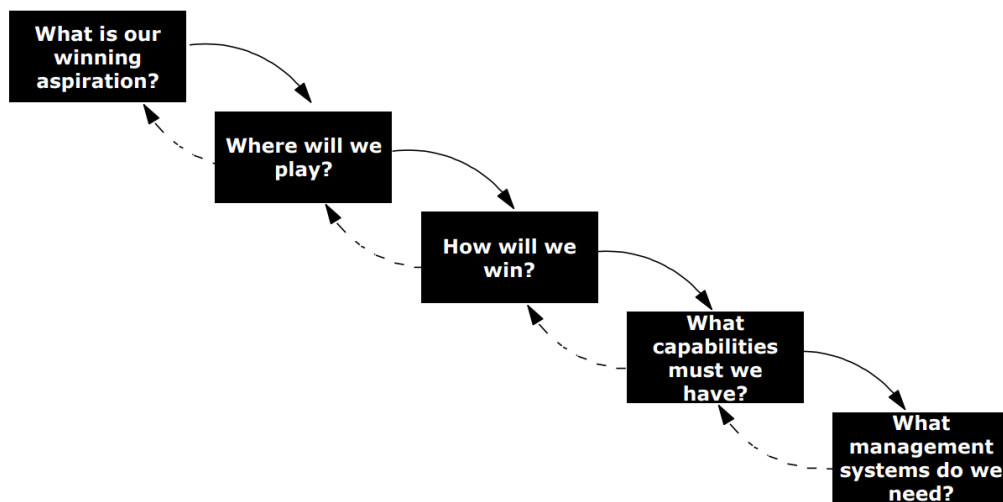 What is our
winning
aspiration?
Where will we
play?
How will we
win?
What
capabilities
must we
have?
What
management
systems do we
need?